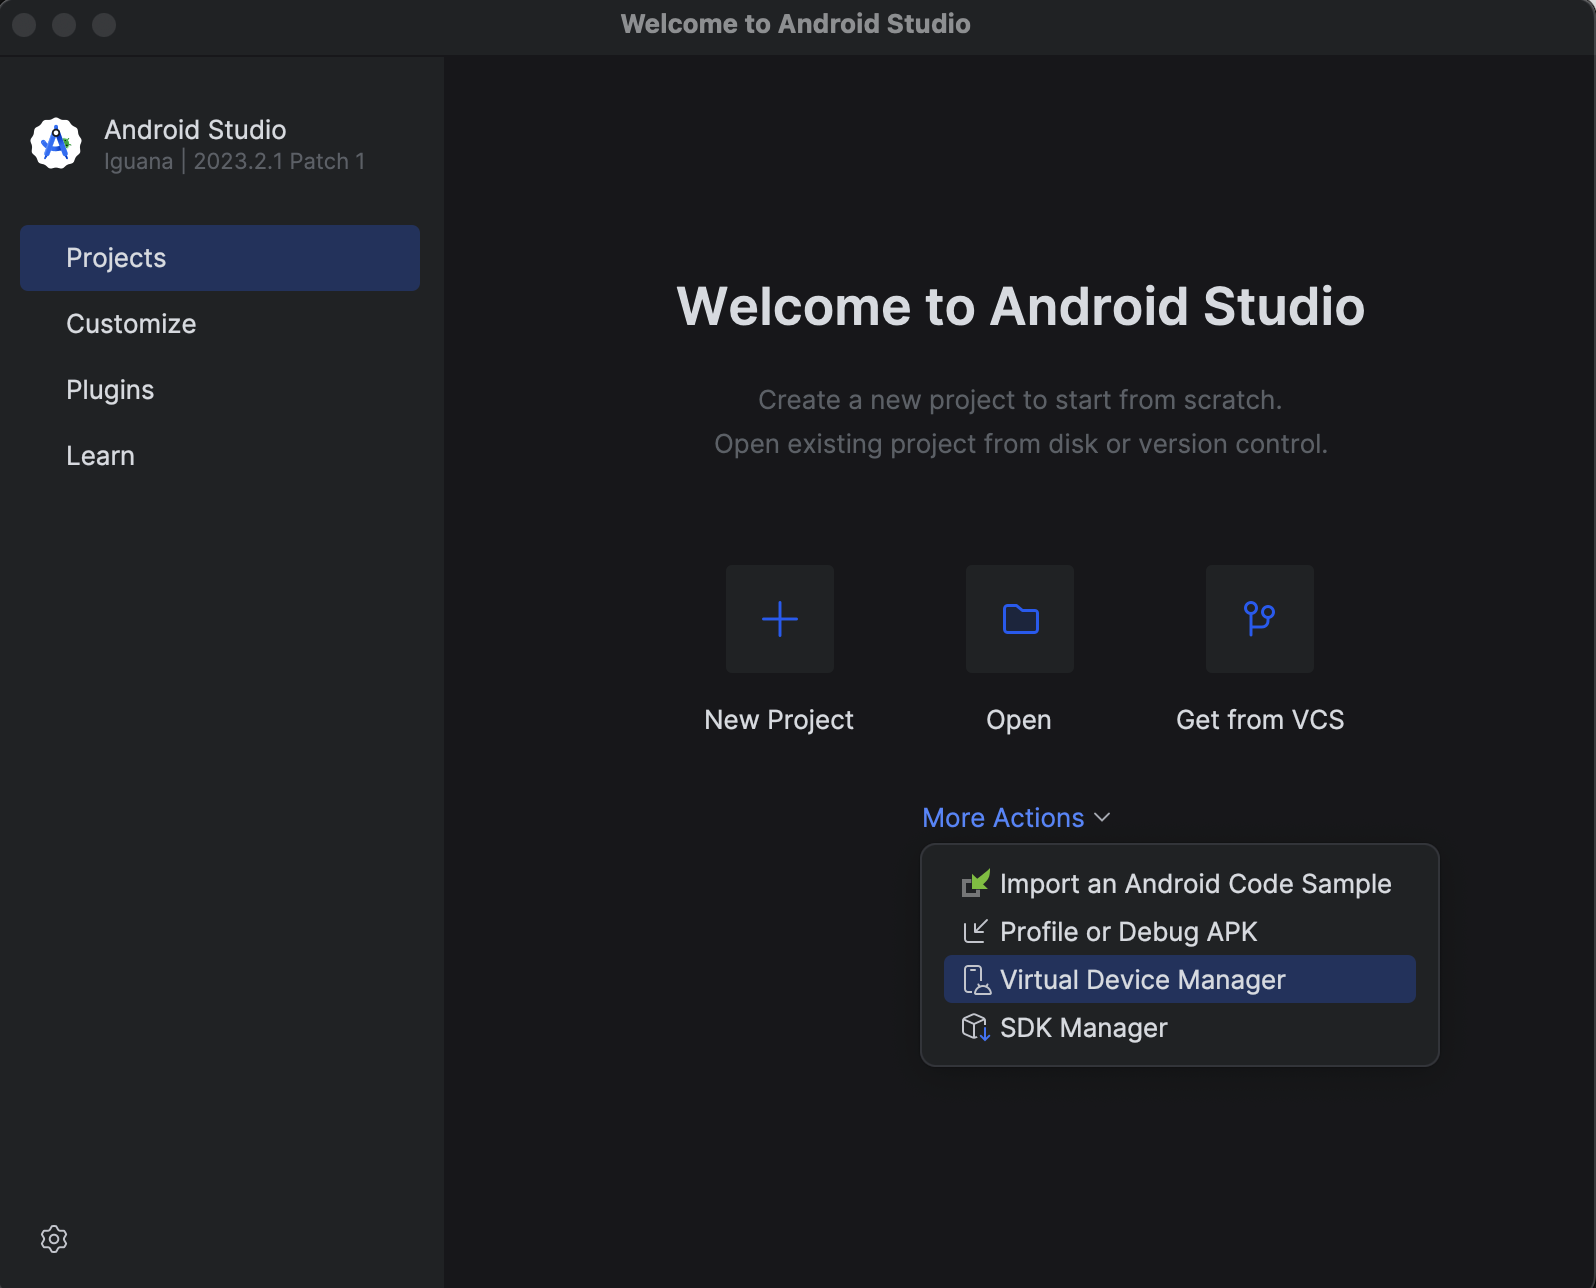 Welcome to Android Studio
Android Studio
Iguana | 2023.2.1 Patch 1
Projects
Customize
Plugins
Learn
Welcome to Android Studio
Create a new project to start from scratch.
Open existing project from disk or version control.
New Project
Open
Get from VCS
More Actions
Import an Android Code Sample
Profile or Debug APK
Virtual Device Manager
SDK Manager